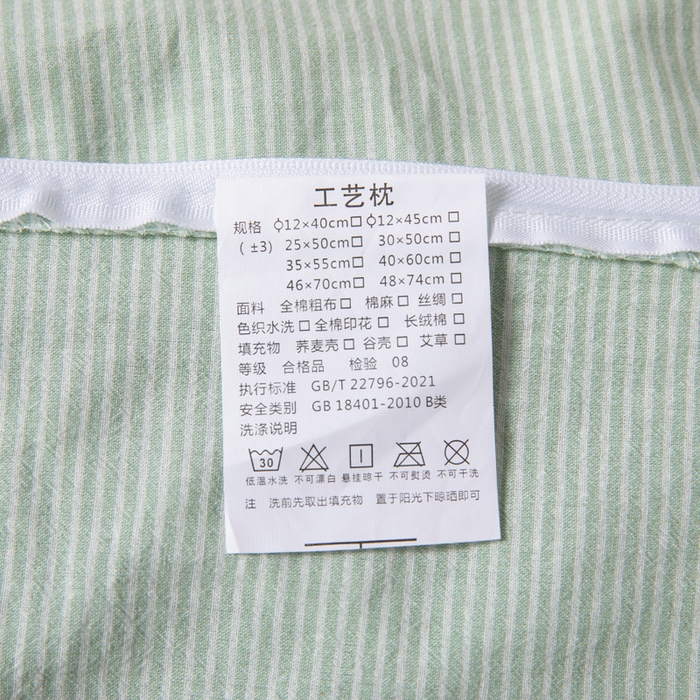 工艺枕
规格 Φ12×40cm☐ Φ12×45cm ☐
(±3) 25×50cm☐ 30×50cm ☐
35×55cm☐ 40×60cm ☐
46×70cm☐ 48×74cm ☐
面料 全棉粗布☐ 棉麻☐ 丝绸☐
色织水洗☐ 全棉印花☐ 长绒棉☐
填充物 荞麦壳☐ 谷壳☐ 艾草☐
等级 合格品 检验 08
执行标准 GB/T 22796-2021
安全类别 GB 18401-2010 B类
洗涤说明
30
低温水洗 不可漂白 悬挂晾干 不可熨烫 不可干洗
注 洗前先取出填充物 置于阳光下晾晒即可